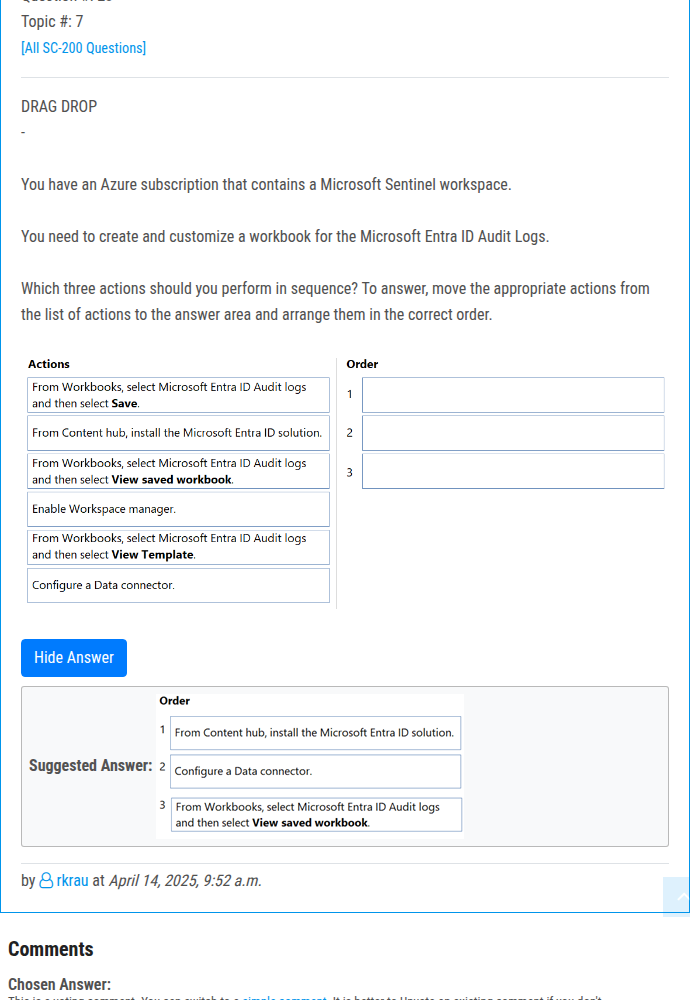 Topic #: 7
[All SC-200 Questions]
DRAG DROP
-
You have an Azure subscription that contains a Microsoft Sentinel workspace.
You need to create and customize a workbook for the Microsoft Entra ID Audit Logs.
Which three actions should you perform in sequence? To answer, move the appropriate actions from
the list of actions to the answer area and arrange them in the correct order.
Actions
From Workbooks, select Microsoft Entra ID Audit logs
and then select Save.
From Content hub, install the Microsoft Entra ID solution.
From Workbooks, select Microsoft Entra ID Audit logs
and then select View saved workbook.
Enable Workspace manager.
From Workbooks, select Microsoft Entra ID Audit logs
and then select View Template.
Configure a Data connector.
Order
1
2
3
Hide Answer
Suggested Answer:
Order
1 From Content hub, install the Microsoft Entra ID solution.
2 Configure a Data connector.
3 From Workbooks, select Microsoft Entra ID Audit logs
and then select View saved workbook.
by rkrau at April 14, 2025, 9:52 a.m.
Comments
Chosen Answer: